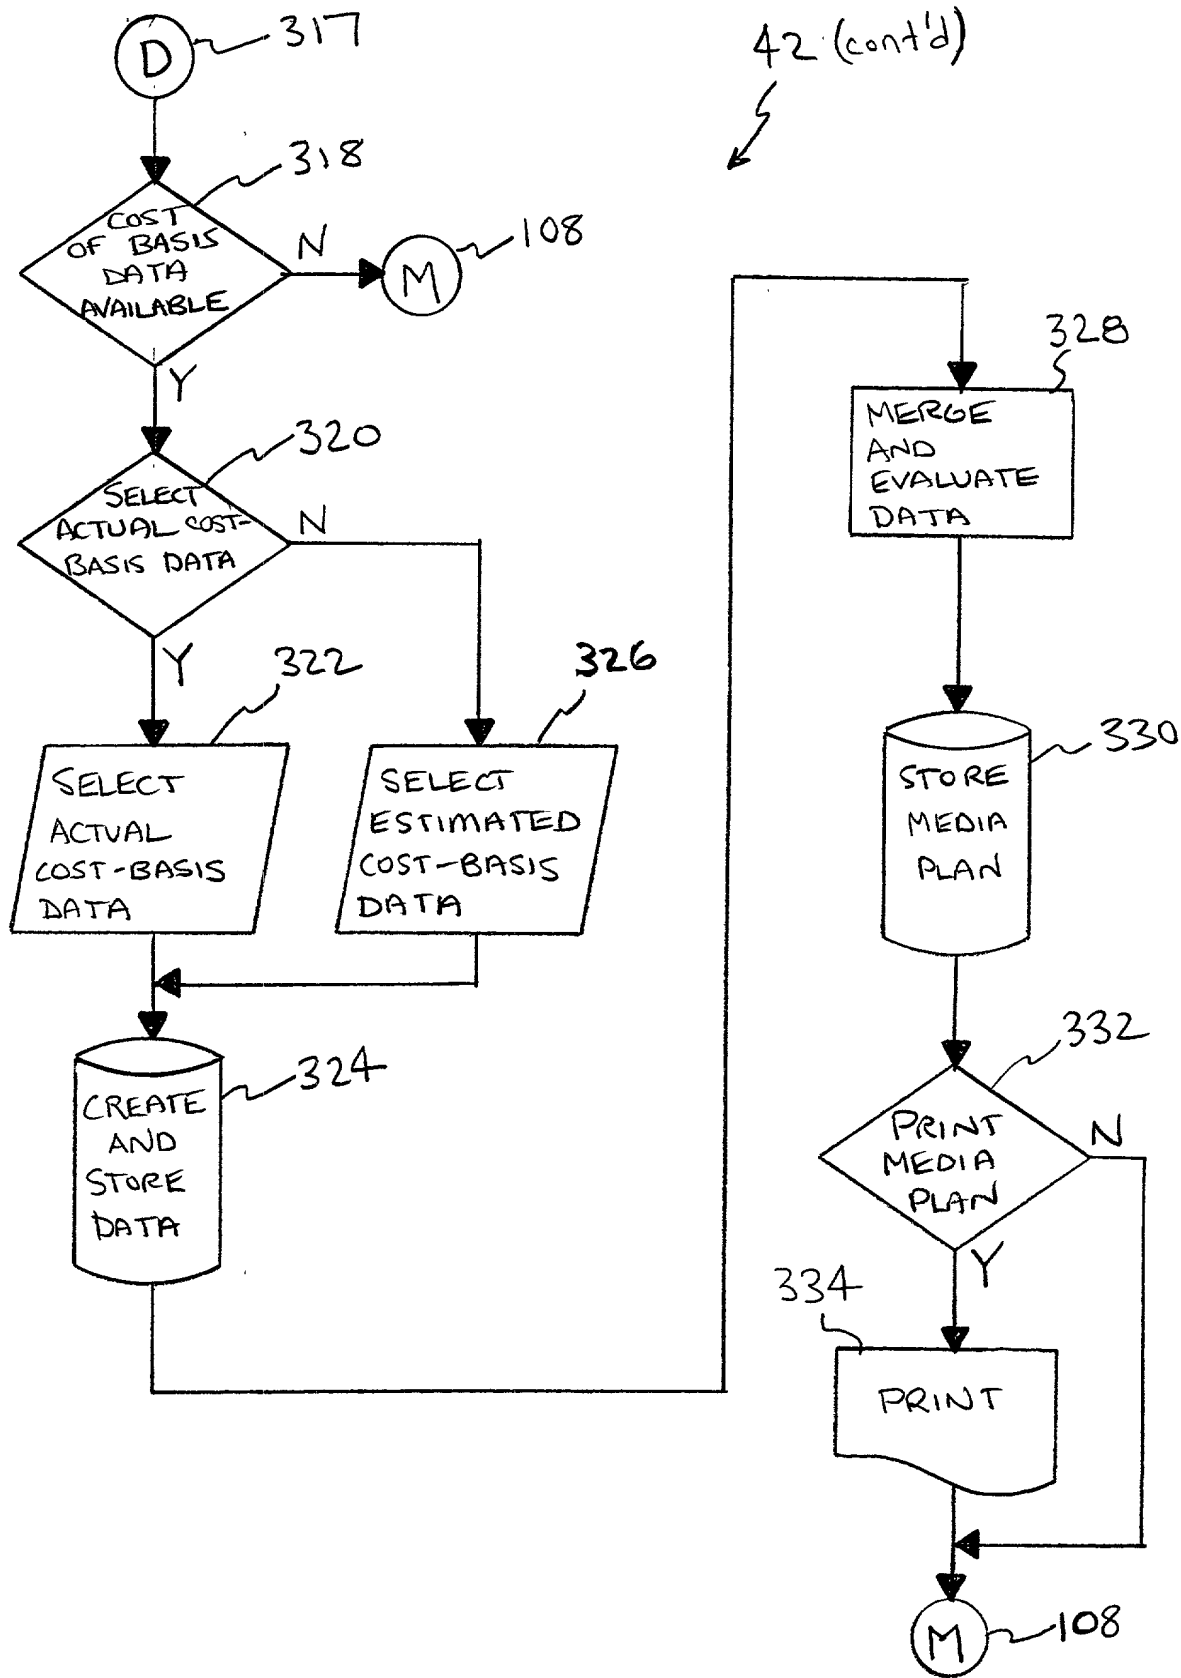 D
317
42 (cont'd)
318
COST
OF BASIS
DATA
AVAILABLE
N
M
108
Y
320
SELECT
ACTUAL COST-
BASIS DATA
N
Y
322
SELECT
ACTUAL
COST-BASIS
DATA
326
SELECT
ESTIMATED
COST-BASIS
DATA
324
CREATE
AND
STORE
DATA
328
MERGE
AND
EVALUATE
DATA
330
STORE
MEDIA
PLAN
332
PRINT
MEDIA
PLAN
N
Y
334
PRINT
M
108